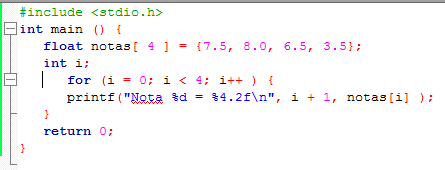 #include <stdio.h>
int main () {
float notas[ 4 ] = {7.5, 8.0, 6.5, 3.5};
int i;
for (i = 0; i < 4; i++ ) {
printf("Nota %d = %4.2f\n", i + 1, notas[i] );
}
return 0;
}